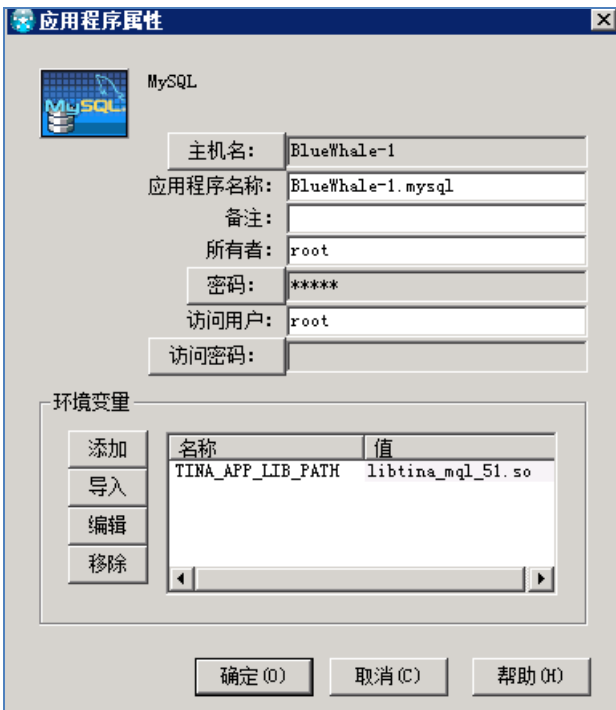 应用程序属性
MySQL
MySQL
主机名: BlueWhale-1
应用程序名称: BlueWhale-1.mysql
备注:
所有者: root
密码: *****
访问用户: root
访问密码:
环境变量
添加
导入
编辑
移除
名称 值
TINA_APP_LIB_PATH libtina_mql_51.so
确定(O) 取消(C) 帮助(H)